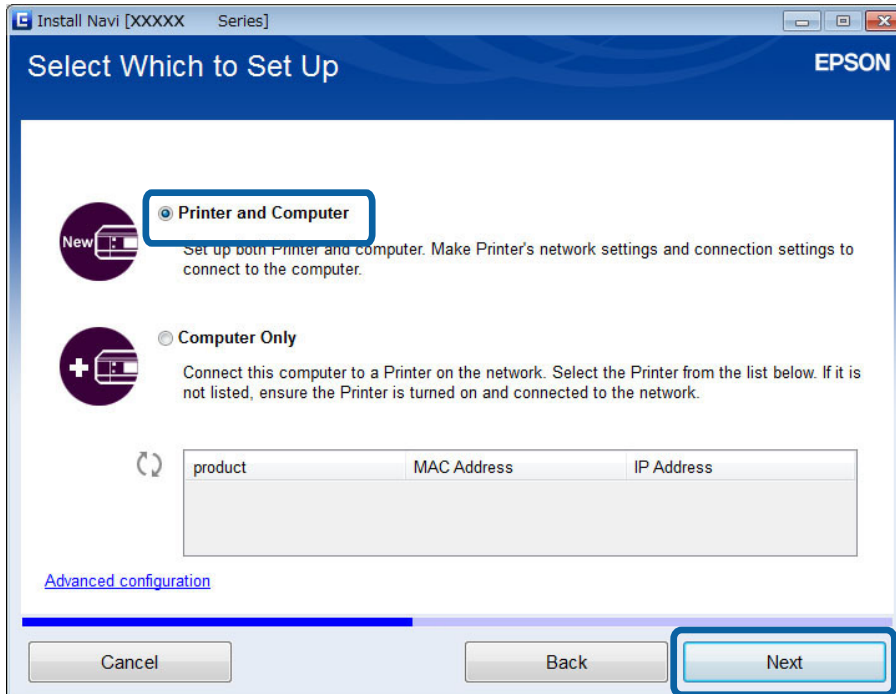 Install Navi [XXXXX Series]
Select Which to Set Up
EPSON
New
Printer and Computer
Set up both Printer and computer. Make Printer's network settings and connection settings to
connect to the computer.
Computer Only
Connect this computer to a Printer on the network. Select the Printer from the list below. If it is
not listed, ensure the Printer is turned on and connected to the network.
product MAC Address IP Address
Advanced configuration
Cancel Back Next